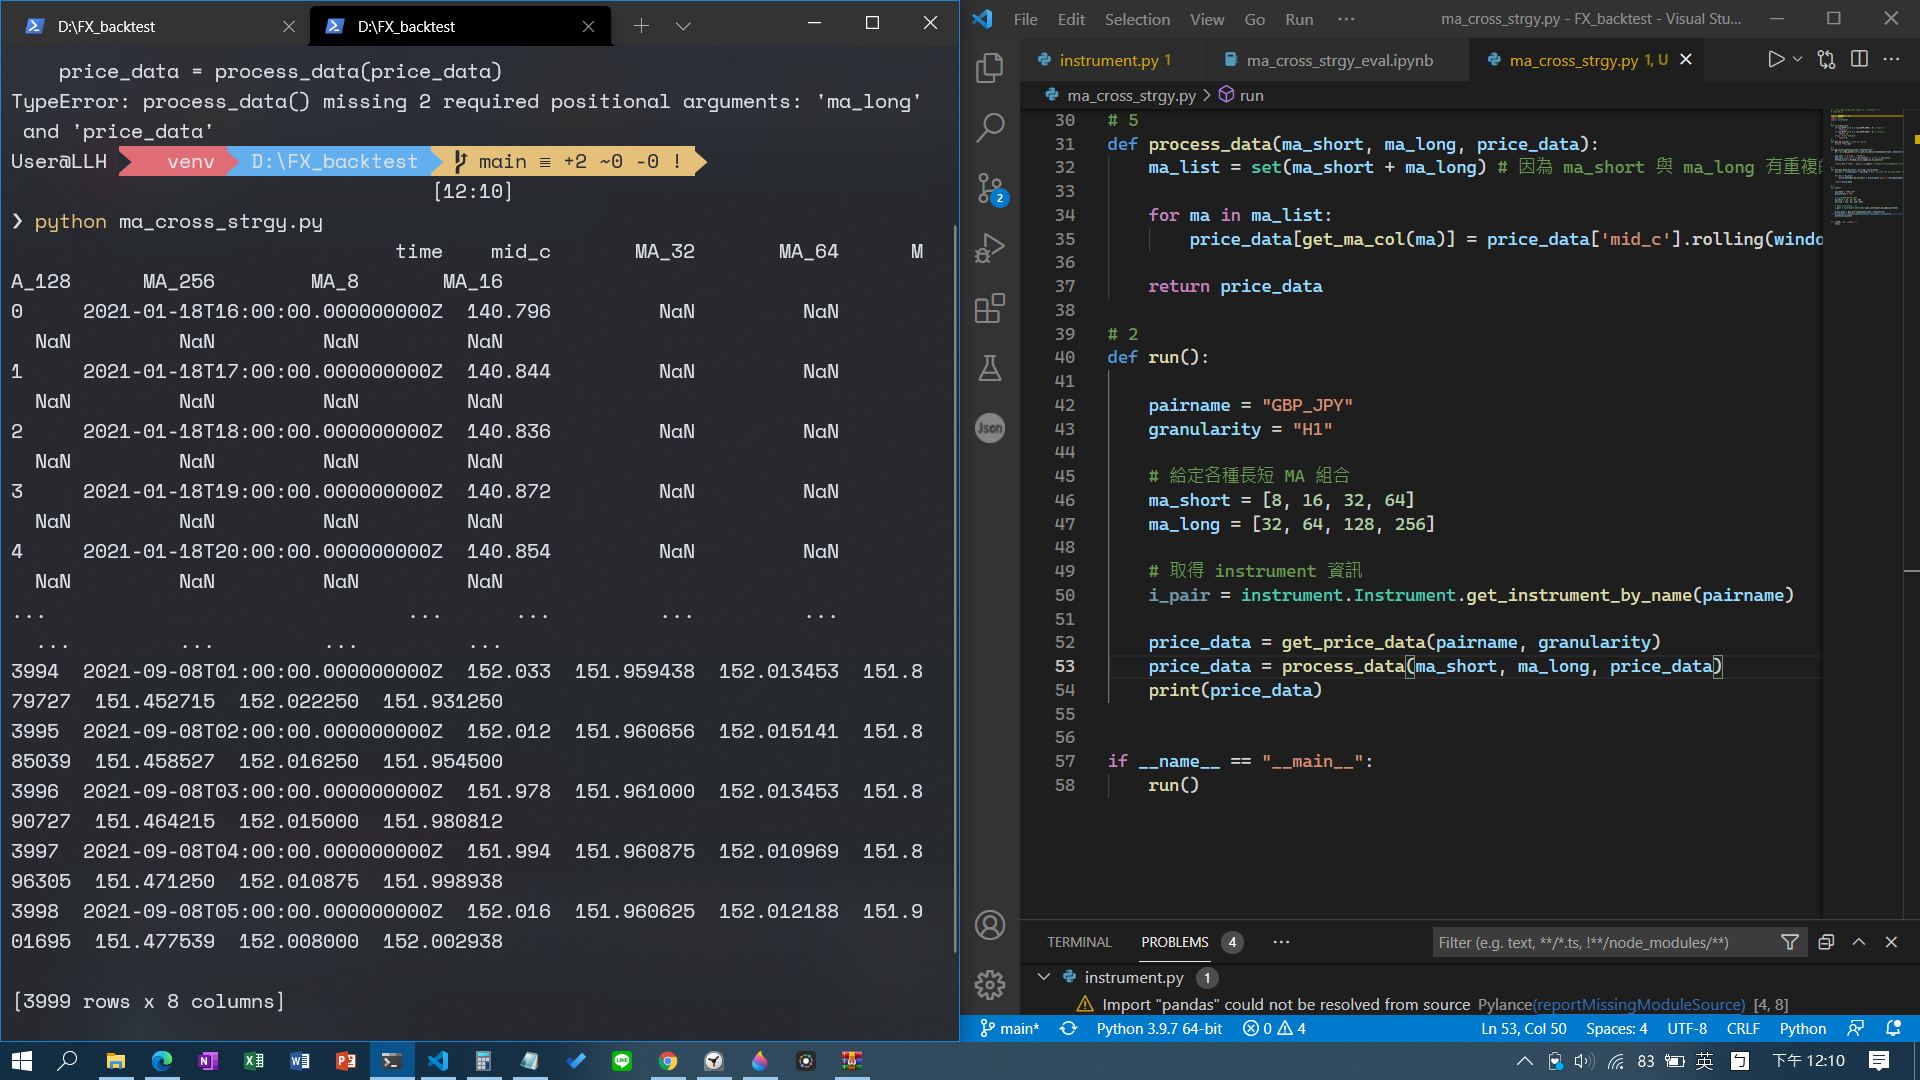 D:\FX_backtest
D:\FX_backtest
price_data = process_data(price_data)
TypeError: process_data() missing 2 required positional arguments: 'ma_long'
and 'price_data'
User@LLH venv D:\FX_backtest main ≡ +2 ~0 -0 !
[12:10]
❯ python ma_cross_strgy.py
time mid_c MA_32 MA_64 M
A_128 MA_256 MA_8 MA_16
0 2021-01-18T16:00:00.000000000Z 140.796 NaN NaN
NaN NaN NaN NaN
1 2021-01-18T17:00:00.000000000Z 140.844 NaN NaN
NaN NaN NaN NaN
2 2021-01-18T18:00:00.000000000Z 140.836 NaN NaN
NaN NaN NaN NaN
3 2021-01-18T19:00:00.000000000Z 140.872 NaN NaN
NaN NaN NaN NaN
4 2021-01-18T20:00:00.000000000Z 140.854 NaN NaN
NaN NaN NaN NaN
... ... ... ... ...
... ... ... ...
3994 2021-09-08T01:00:00.000000000Z 152.033 151.959438 152.013453 151.8
79727 151.452715 152.022250 151.931250
3995 2021-09-08T02:00:00.000000000Z 152.012 151.960656 152.015141 151.8
85039 151.458527 152.016250 151.954500
3996 2021-09-08T03:00:00.000000000Z 151.978 151.961000 152.013453 151.8
90727 151.464215 152.015000 151.980812
3997 2021-09-08T04:00:00.000000000Z 151.994 151.960875 152.010969 151.8
96305 151.471250 152.010875 151.998938
3998 2021-09-08T05:00:00.000000000Z 152.016 151.960625 152.012188 151.9
01695 151.477539 152.008000 152.002938
[3999 rows x 8 columns]
File Edit Selection View Go Run ··· ma_cross_strgy.py - FX_backtest - Visual Stu...
instrument.py 1 ma_cross_strgy_eval.ipynb ma_cross_strgy.py 1, U
ma_cross_strgy.py > run
30 # 5
31 def process_data(ma_short, ma_long, price_data):
32 ma_list = set(ma_short + ma_long) # 因為 ma_short 與 ma_long 有重複
33
34 for ma in ma_list:
35 price_data[get_ma_col(ma)] = price_data['mid_c'].rolling(windo
36
37 return price_data
38
39 # 2
40 def run():
41
42 pairname = "GBP_JPY"
43 granularity = "H1"
44
45 # 給定各種長短 MA 組合
46 ma_short = [8, 16, 32, 64]
47 ma_long = [32, 64, 128, 256]
48
49 # 取得 instrument 資訊
50 i_pair = instrument.Instrument.get_instrument_by_name(pairname)
51
52 price_data = get_price_data(pairname, granularity)
53 price_data = process_data(ma_short, ma_long, price_data)
54 print(price_data)
55
56
57 if __name__ == "__main__":
58 run()
2
Json
TERMINAL PROBLEMS 4 ··· Filter (e.g. text, **/*.ts, !**/node_modules/**)
instrument.py 1
Import "pandas" could not be resolved from source Pylance(reportMissingModuleSource) [4, 8]
main* Python 3.9.7 64-bit 0 4 Ln 53, Col 50 Spaces: 4 UTF-8 CRLF Python
83 英 下午 12:10